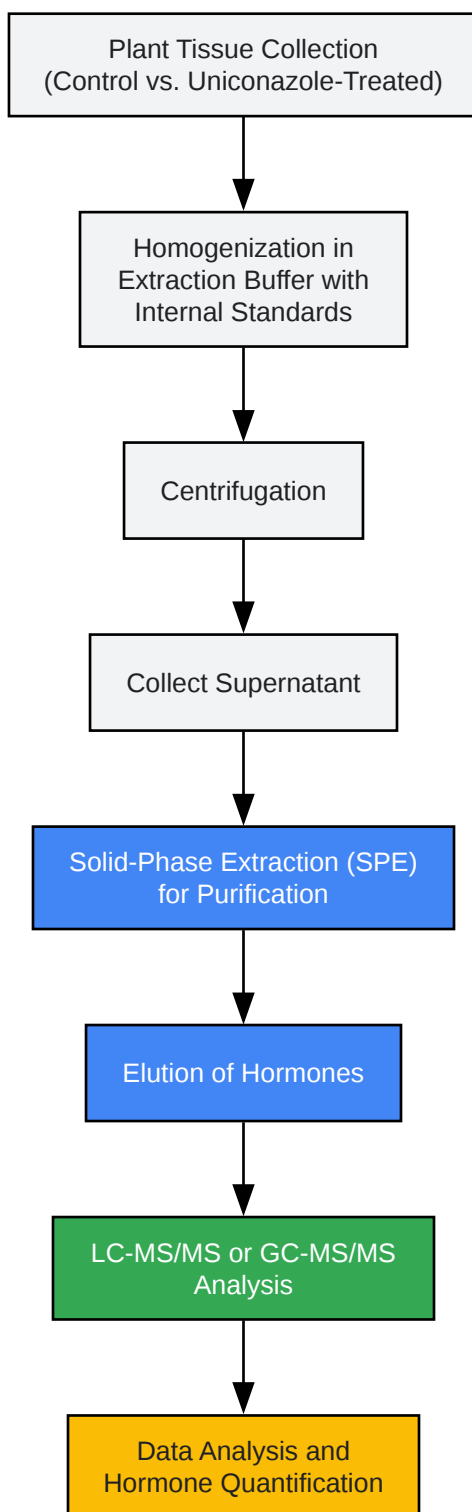 Plant Tissue Collection
(Control vs. Uniconazole-Treated)
Homogenization in
Extraction Buffer with
Internal Standards
Centrifugation
Collect Supernatant
Solid-Phase Extraction (SPE)
for Purification
Elution of Hormones
LC-MS/MS or GC-MS/MS
Analysis
Data Analysis and
Hormone Quantification